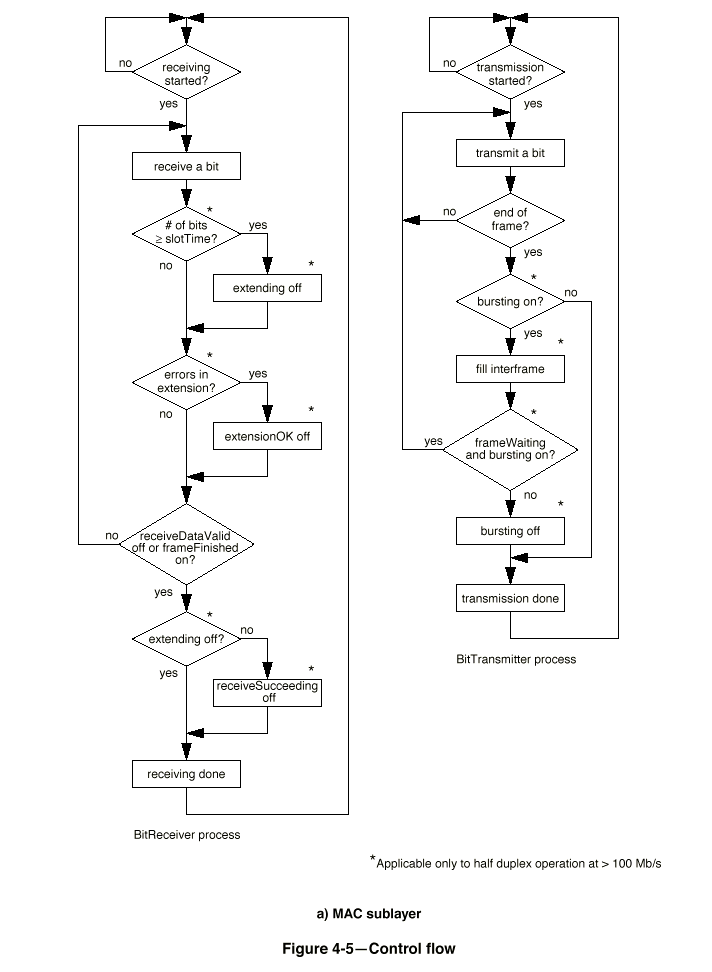 no
receiving
started?
yes
receive a bit
*
# of bits
≥ slotTime?
yes
no
*
extending off
*
errors in
extension?
yes
no
*
extensionOK off
no
receiveDataValid
off or frameFinished
on?
yes
*
extending off?
no
yes
*
receiveSucceeding
off
receiving done
BitReceiver process
no
transmission
started?
yes
transmit a bit
no
end of
frame?
yes
*
bursting on?
no
yes
*
fill interframe
*
yes
frameWaiting
and bursting on?
no
*
bursting off
transmission done
BitTransmitter process
*Applicable only to half duplex operation at > 100 Mb/s
a) MAC sublayer
Figure 4-5—Control flow